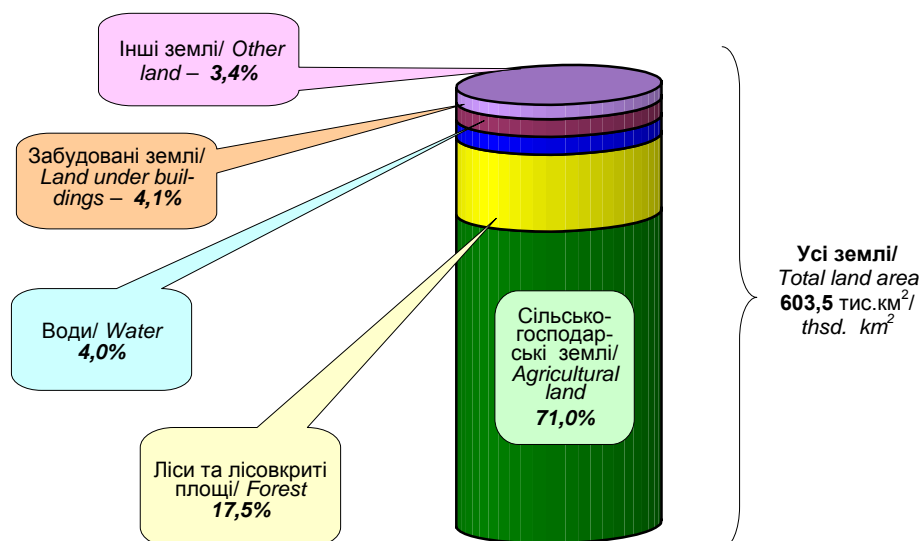 Інші землі/ Other
land – 3,4%
Забудовані землі/
Land under buil-
dings – 4,1%
Води/ Water
4,0%
Ліси та лісовкриті
площі/ Forest
17,5%
Сільсько-
господар-
ські землі/
Agricultural
land
71,0%
Усі землі/
Total land area
603,5 тис.км²/
thsd. km²